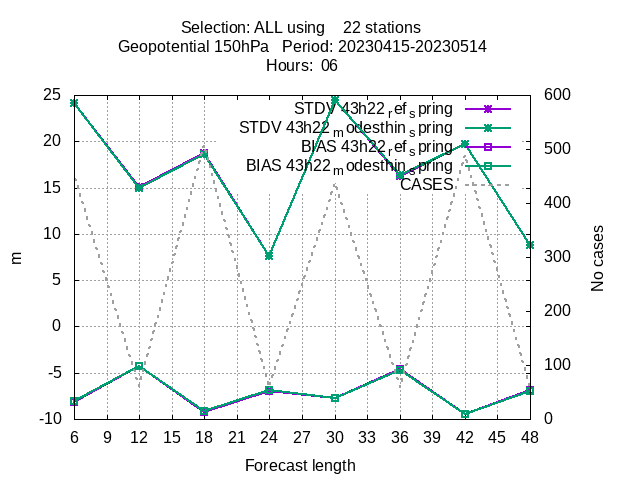 Selection: ALL using    22 stations
Geopotential 150hPa   Period: 20230415-20230514
Hours:  06
25
20
15
10
5
0
-5
-10
m
600
500
400
300
200
100
0
No cases
STDV 43h22_ref_spring
STDV 43h22_modesthin_spring
BIAS 43h22_ref_spring
BIAS 43h22_modesthin_spring
CASES
6 9 12 15 18 21 24 27 30 33 36 39 42 45 48
Forecast length